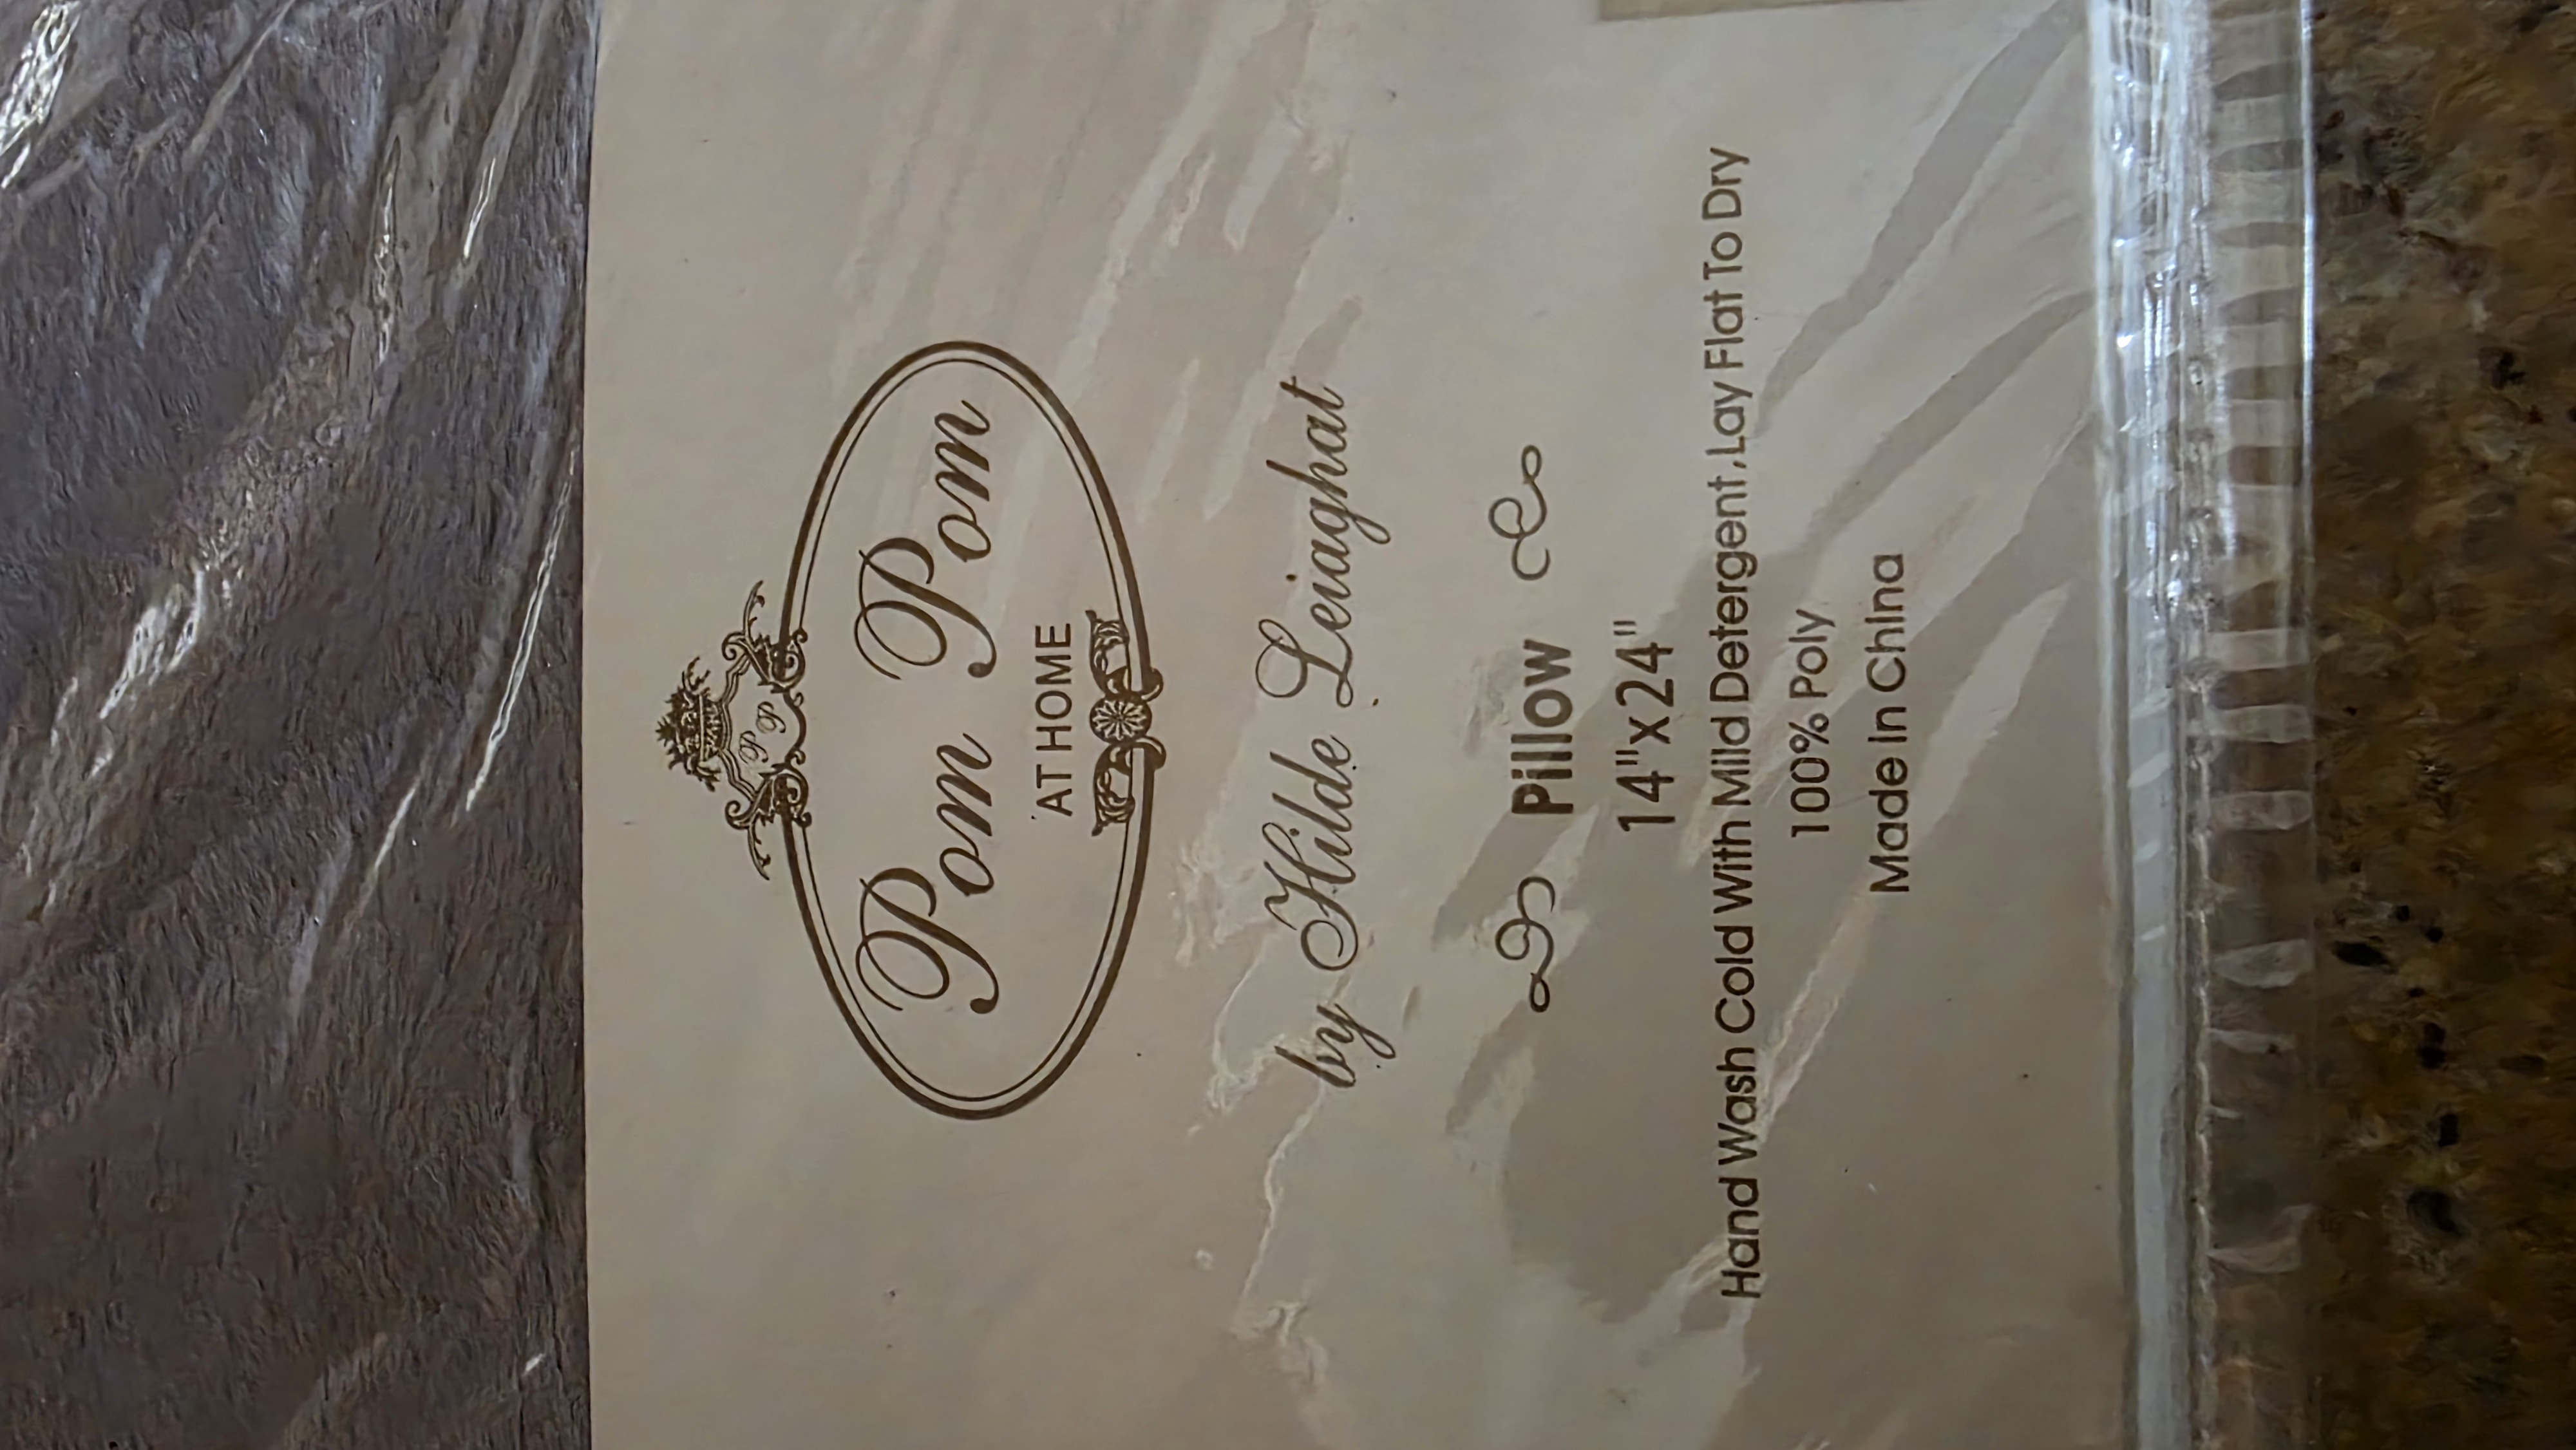 P P
Pom Pom
AT HOME
by Hilde Leiaghat
Pillow
14"x24"
Hand Wash Cold With Mild Detergent,Lay Flat To Dry
100% Poly
Made in China